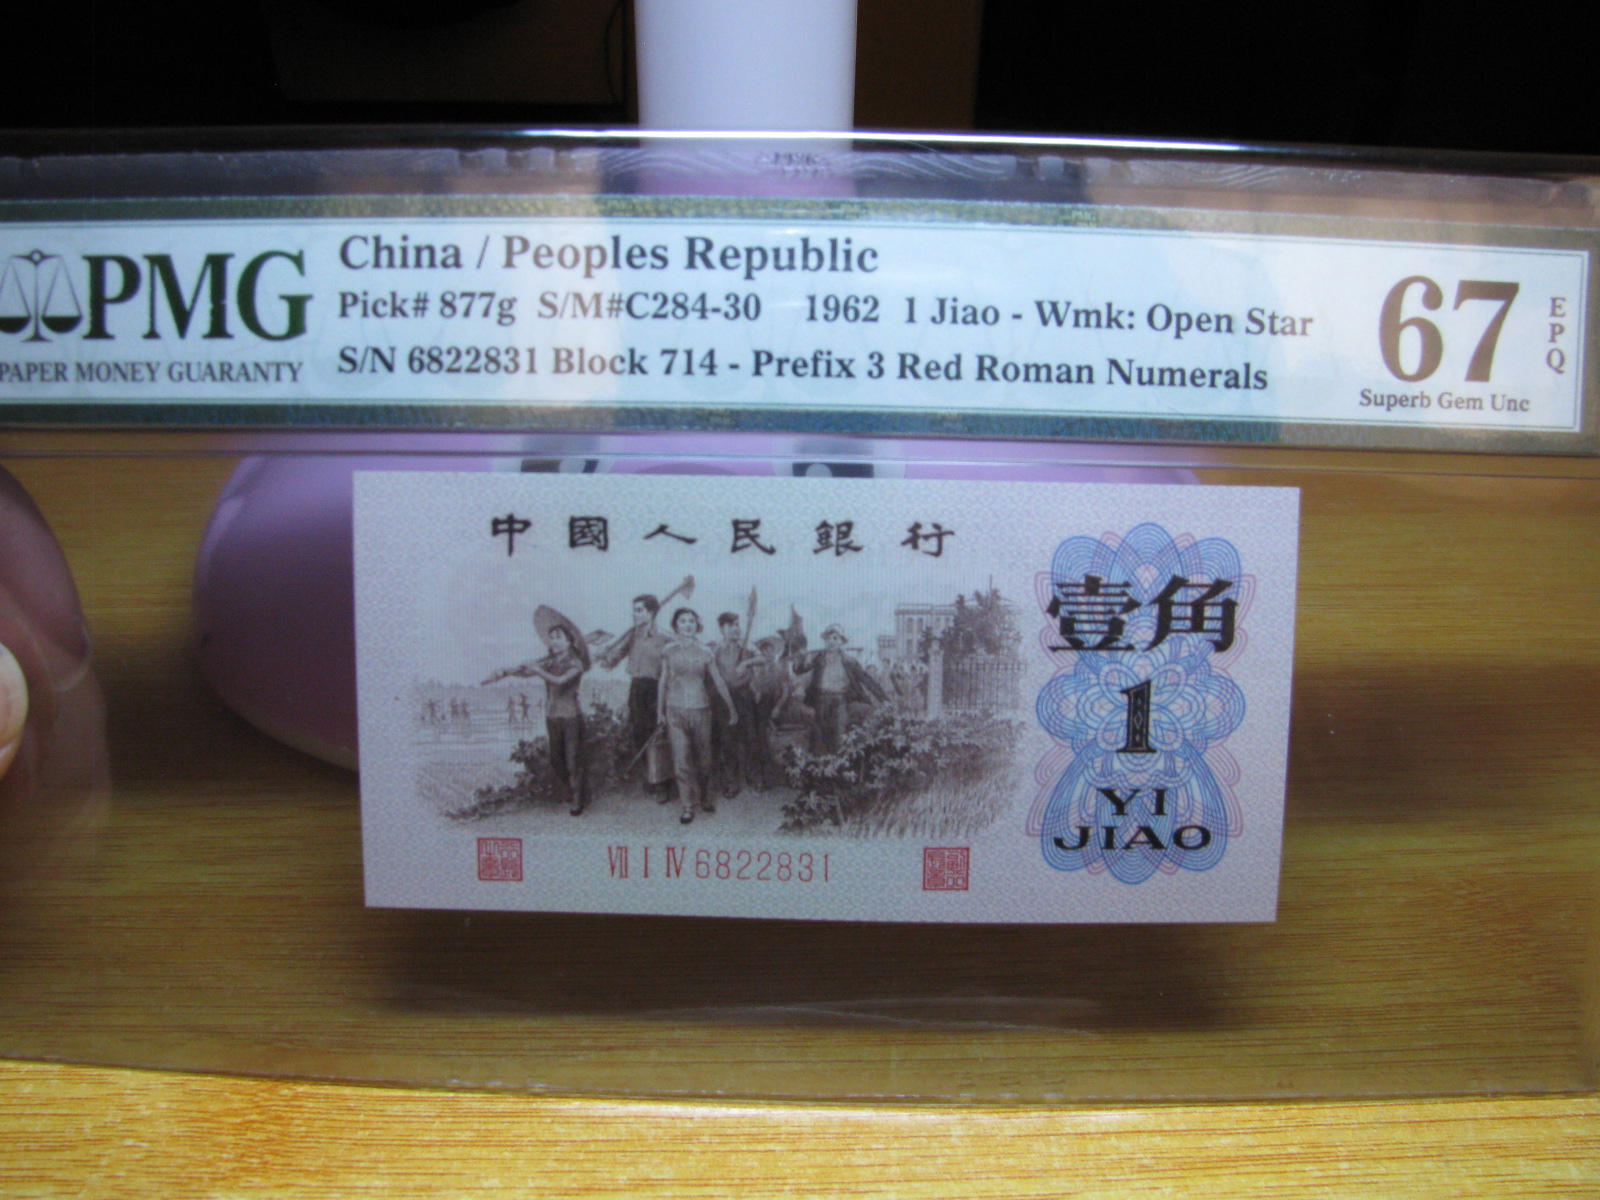 PMG
PAPER MONEY GUARANTY
China / Peoples Republic
Pick# 877g S/M#C284-30 1962 1 Jiao - Wmk: Open Star
S/N 6822831 Block 714 - Prefix 3 Red Roman Numerals
67
EPQ
Superb Gem Unc
中國人民銀行
壹角
1
YI
JIAO
Ⅶ Ⅰ Ⅳ 6822831